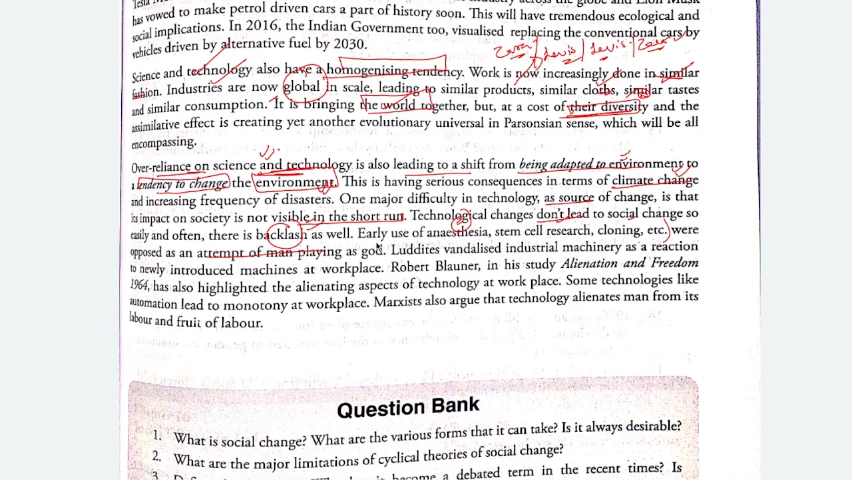 has vowed to make petrol driven cars a part of history soon. This will have tremendous ecological and
social implications. In 2016, the Indian Government too, visualised replacing the conventional cars by
vehicles driven by alternative fuel by 2030.
Zara / Levis / Levis Zara
Science and technology also have a homogenising tendency. Work is now increasingly done in similar
fashion. Industries are now global in scale, leading to similar products, similar cloths, similar tastes
and similar consumption. It is bringing the world together, but, at a cost of their diversity and the
assimilative effect is creating yet another evolutionary universal in Parsonsian sense, which will be all
encompassing.
Over-reliance on science and technology is also leading to a shift from being adapted to environment to
a tendency to change the environment. This is having serious consequences in terms of climate change
and increasing frequency of disasters. One major difficulty in technology, as source of change, is that
its impact on society is not visible in the short run. Technological changes don't lead to social change so
easily and often, there is backlash as well. Early use of anaesthesia, stem cell research, cloning, etc. were
opposed as an attempt of man playing as god. Luddites vandalised industrial machinery as a reaction
to newly introduced machines at workplace. Robert Blauner, in his study Alienation and Freedom
1964, has also highlighted the alienating aspects of technology at work place. Some technologies like
automation lead to monotony at workplace. Marxists also argue that technology alienates man from its
labour and fruit of labour.
Question Bank
1. What is social change? What are the various forms that it can take? Is it always desirable?
2. What are the major limitations of cyclical theories of social change?
3. become a debated term in the recent times? Is